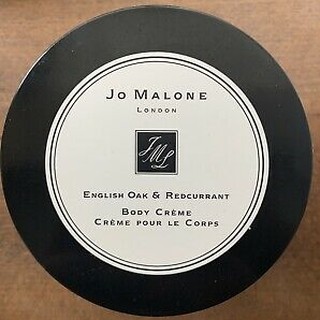 Jo Malone
London
JML
English Oak & Redcurrant
Body Crème
Crème pour le Corps